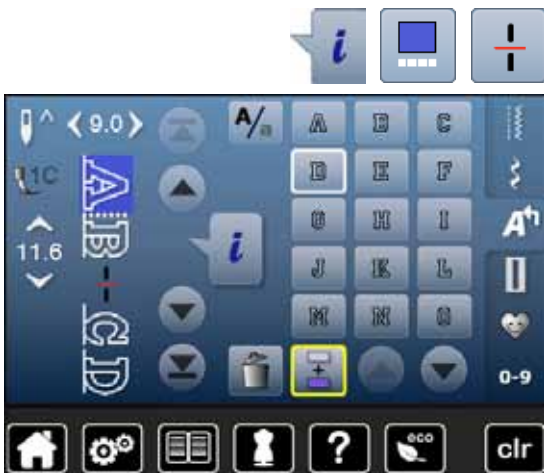 i
9.0 A/a A B C
1C A D E F
B i G H I A
11.6 J K L
C M N O
D + 0-9
? eco clr